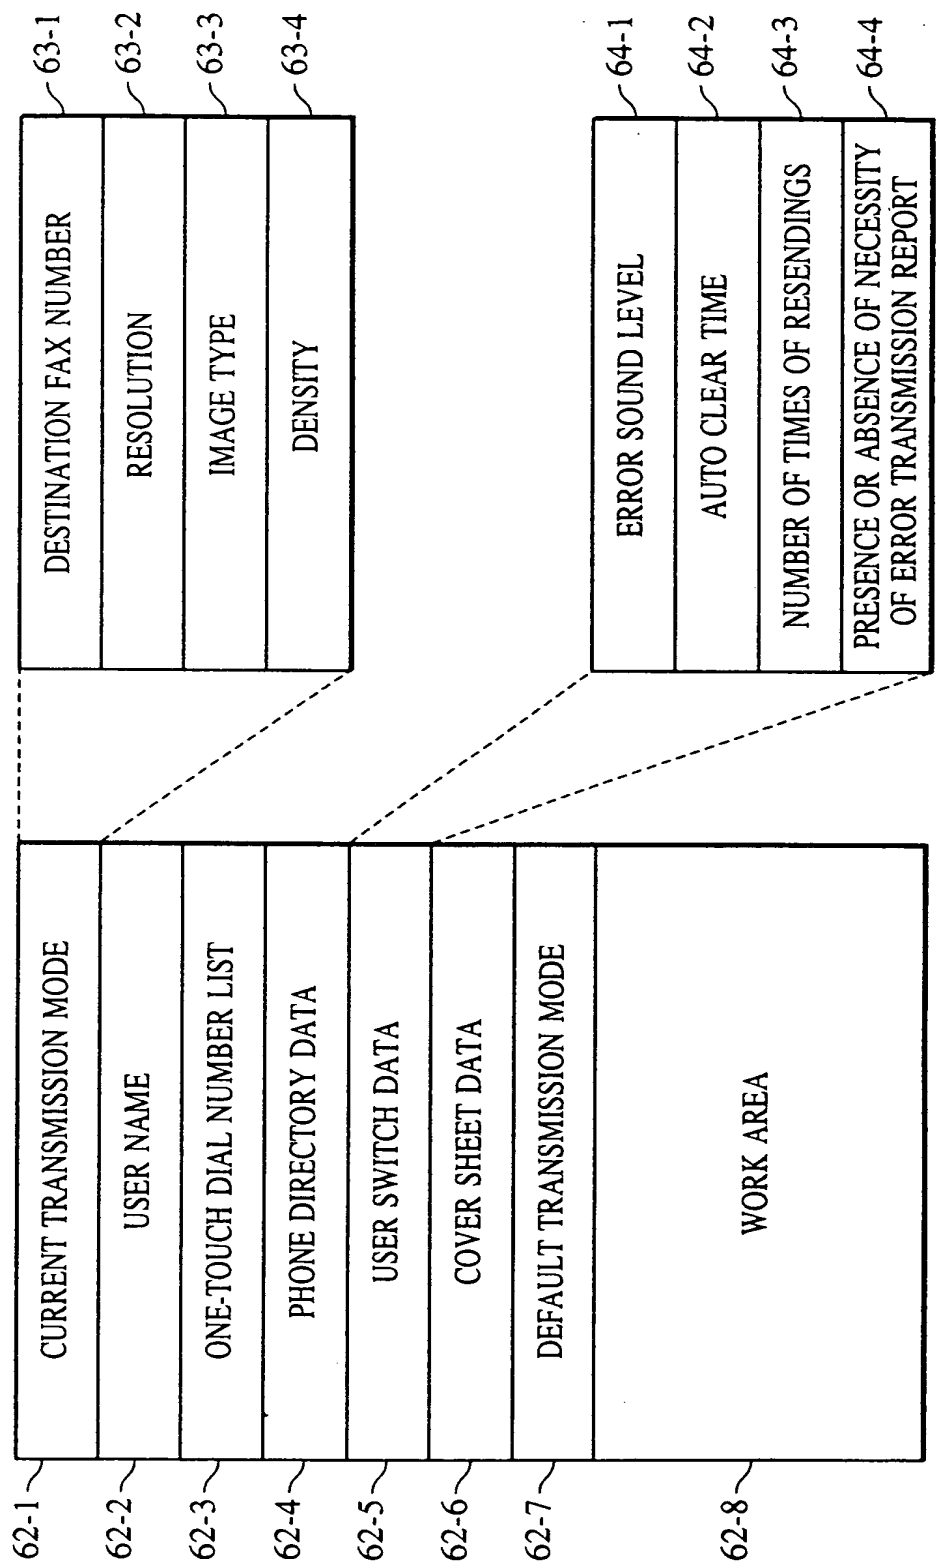 62-1
CURRENT TRANSMISSION MODE
62-2
USER NAME
62-3
ONE-TOUCH DIAL NUMBER LIST
62-4
PHONE DIRECTORY DATA
62-5
USER SWITCH DATA
62-6
COVER SHEET DATA
62-7
DEFAULT TRANSMISSION MODE
62-8
WORK AREA
DESTINATION FAX NUMBER
63-1
RESOLUTION
63-2
IMAGE TYPE
63-3
DENSITY
63-4
ERROR SOUND LEVEL
64-1
AUTO CLEAR TIME
64-2
NUMBER OF TIMES OF RESENDINGS
64-3
PRESENCE OR ABSENCE OF NECESSITY
OF ERROR TRANSMISSION REPORT
64-4